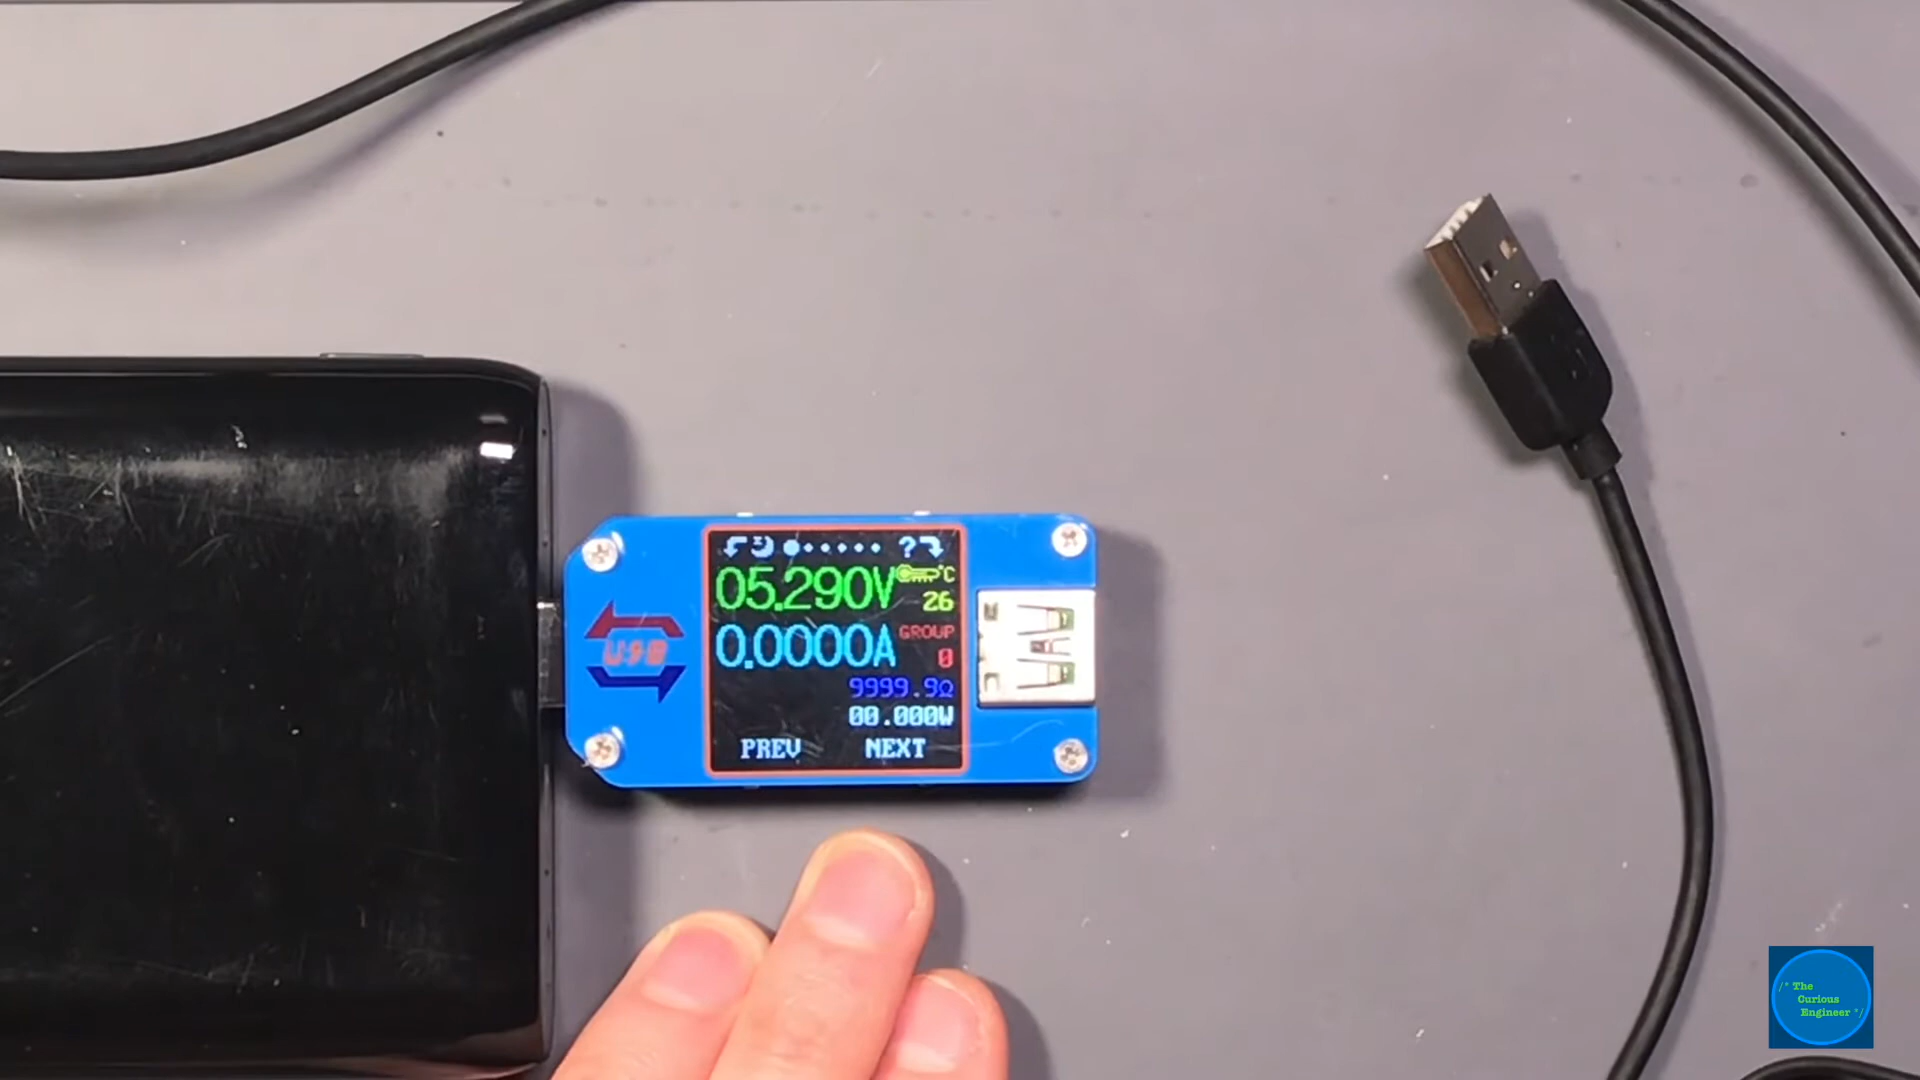 ?
05.290V °C
26
0.0000A GROUP
0
9999.9Ω
00.000W
PREV NEXT
USB
/* The
Curious
Engineer */